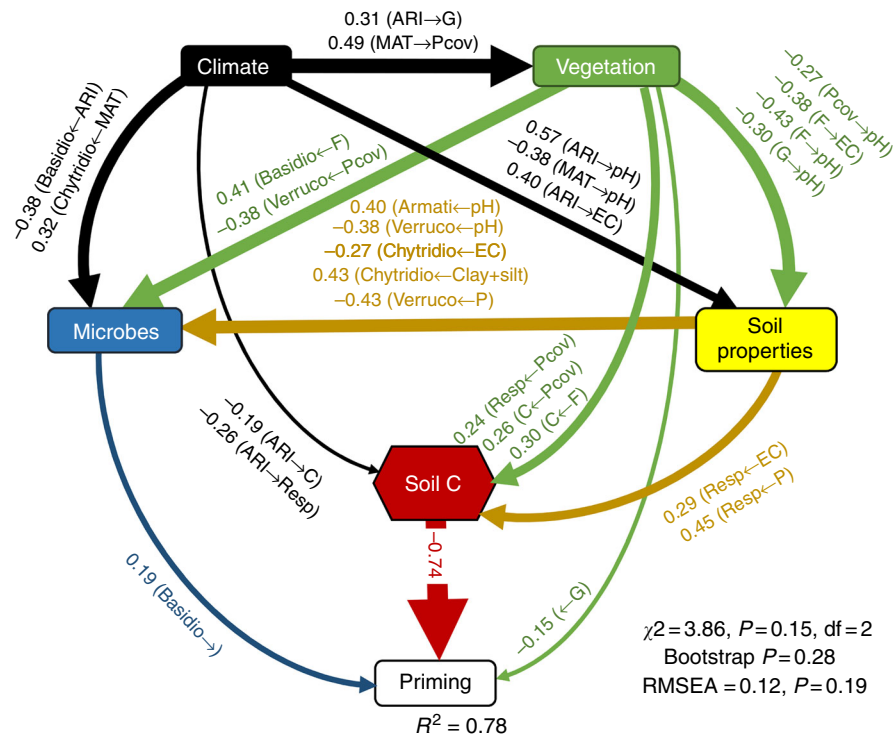 0.31 (ARI→G)
0.49 (MAT→Pcov)
Climate
Vegetation
−0.38 (Basidio←ARI)
0.32 (Chytridio←MAT)
0.41 (Basidio←F)
−0.38 (Verruco←Pcov)
0.57 (ARI→pH)
−0.38 (MAT→pH)
0.40 (ARI→EC)
−0.27 (Pcov→pH)
−0.38 (F→EC)
−0.43 (F→pH)
−0.30 (G→pH)
0.40 (Armati←pH)
−0.38 (Verruco←pH)
−0.27 (Chytridio←EC)
0.43 (Chytridio←Clay+silt)
−0.43 (Verruco←P)
Microbes
Soil
properties
−0.19 (ARI→C)
−0.26 (ARI→Resp)
0.24 (Resp←Pcov)
0.26 (C←Pcov)
0.30 (C←F)
Soil C
0.29 (Resp←EC)
0.45 (Resp←P)
−0.74
0.19 (Basidio→)
−0.15 (←G)
Priming
R² = 0.78
χ2=3.86, P=0.15, df=2
Bootstrap P=0.28
RMSEA=0.12, P=0.19